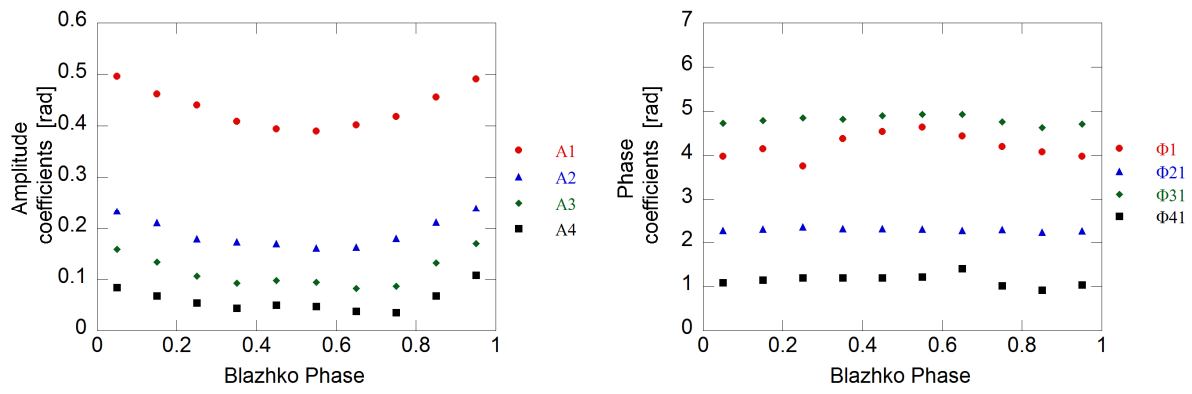 0.6
0.5
0.4
0.3
0.2
0.1
0
Amplitude
coefficients [rad]
0 0.2 0.4 0.6 0.8 1
Blazhko Phase
A1
A2
A3
A4
7
6
5
4
3
2
1
0
Phase
coefficients [rad]
0 0.2 0.4 0.6 0.8 1
Blazhko Phase
Φ1
Φ21
Φ31
Φ41